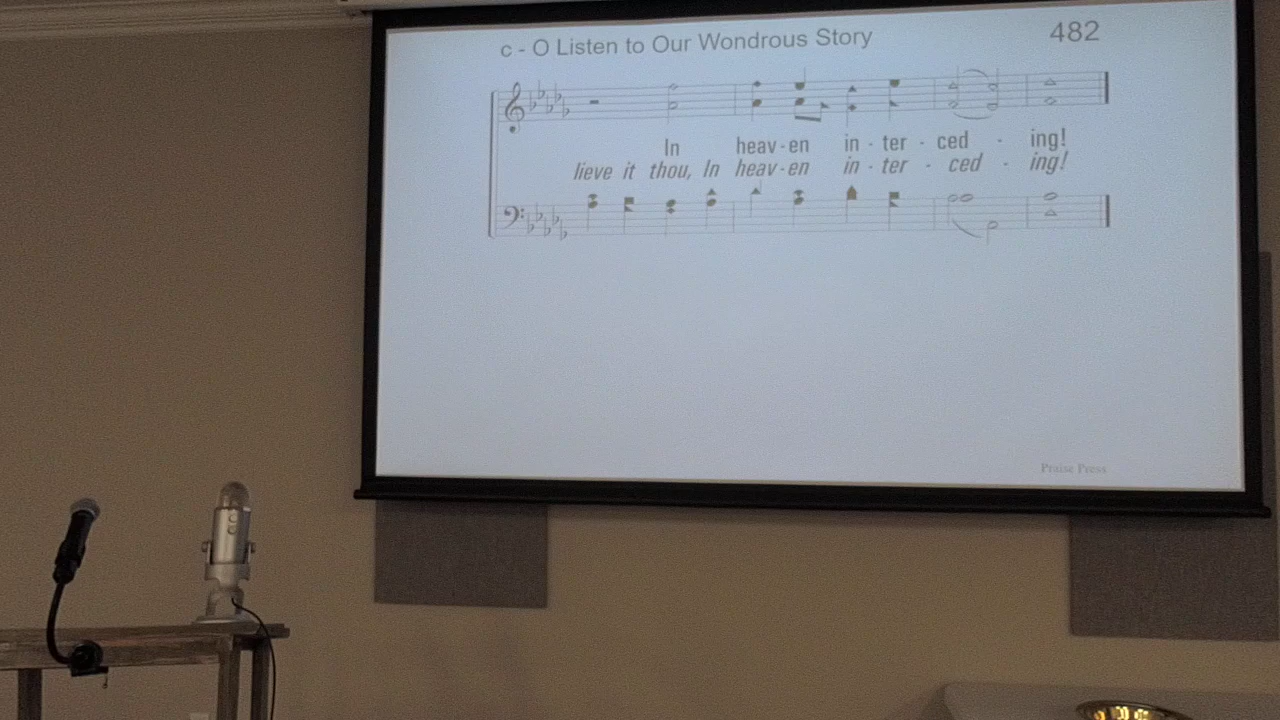 c - O Listen to Our Wondrous Story
482
In heav - en in - ter - ced - ing!
lieve it thou, In heav - en in - ter - ced - ing!
Praise Press